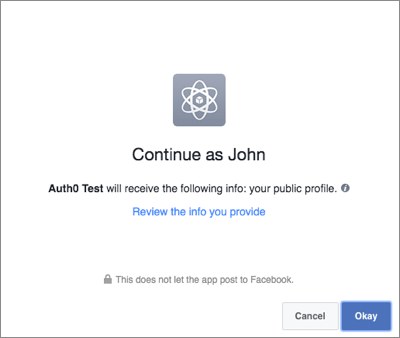 Continue as John
Auth0 Test will receive the following info: your public profile.
Review the info you provide
This does not let the app post to Facebook.
Cancel
Okay